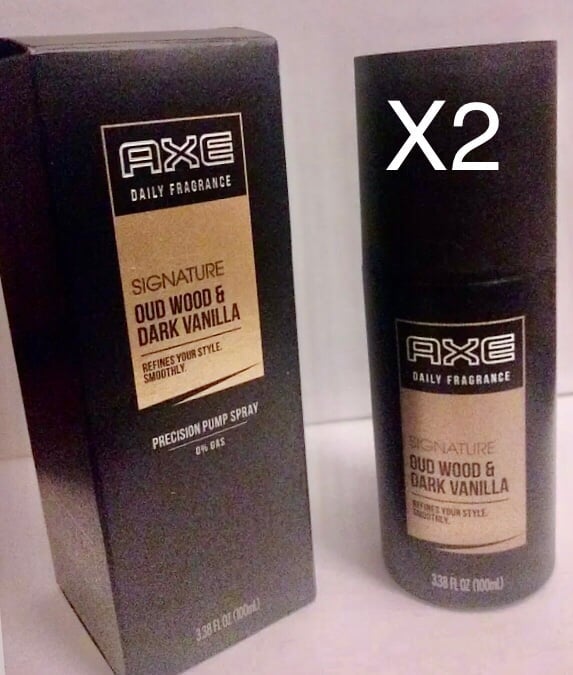 AXE
DAILY FRAGRANCE
SIGNATURE
OUD WOOD &
DARK VANILLA
REFINES YOUR STYLE.
SMOOTHLY.
PRECISION PUMP SPRAY
0% GAS
3.38 FL OZ (100mL)
X2
AXE
DAILY FRAGRANCE
SIGNATURE
OUD WOOD &
DARK VANILLA
REFINES YOUR STYLE.
SMOOTHLY.
3.38 FL OZ (100mL)